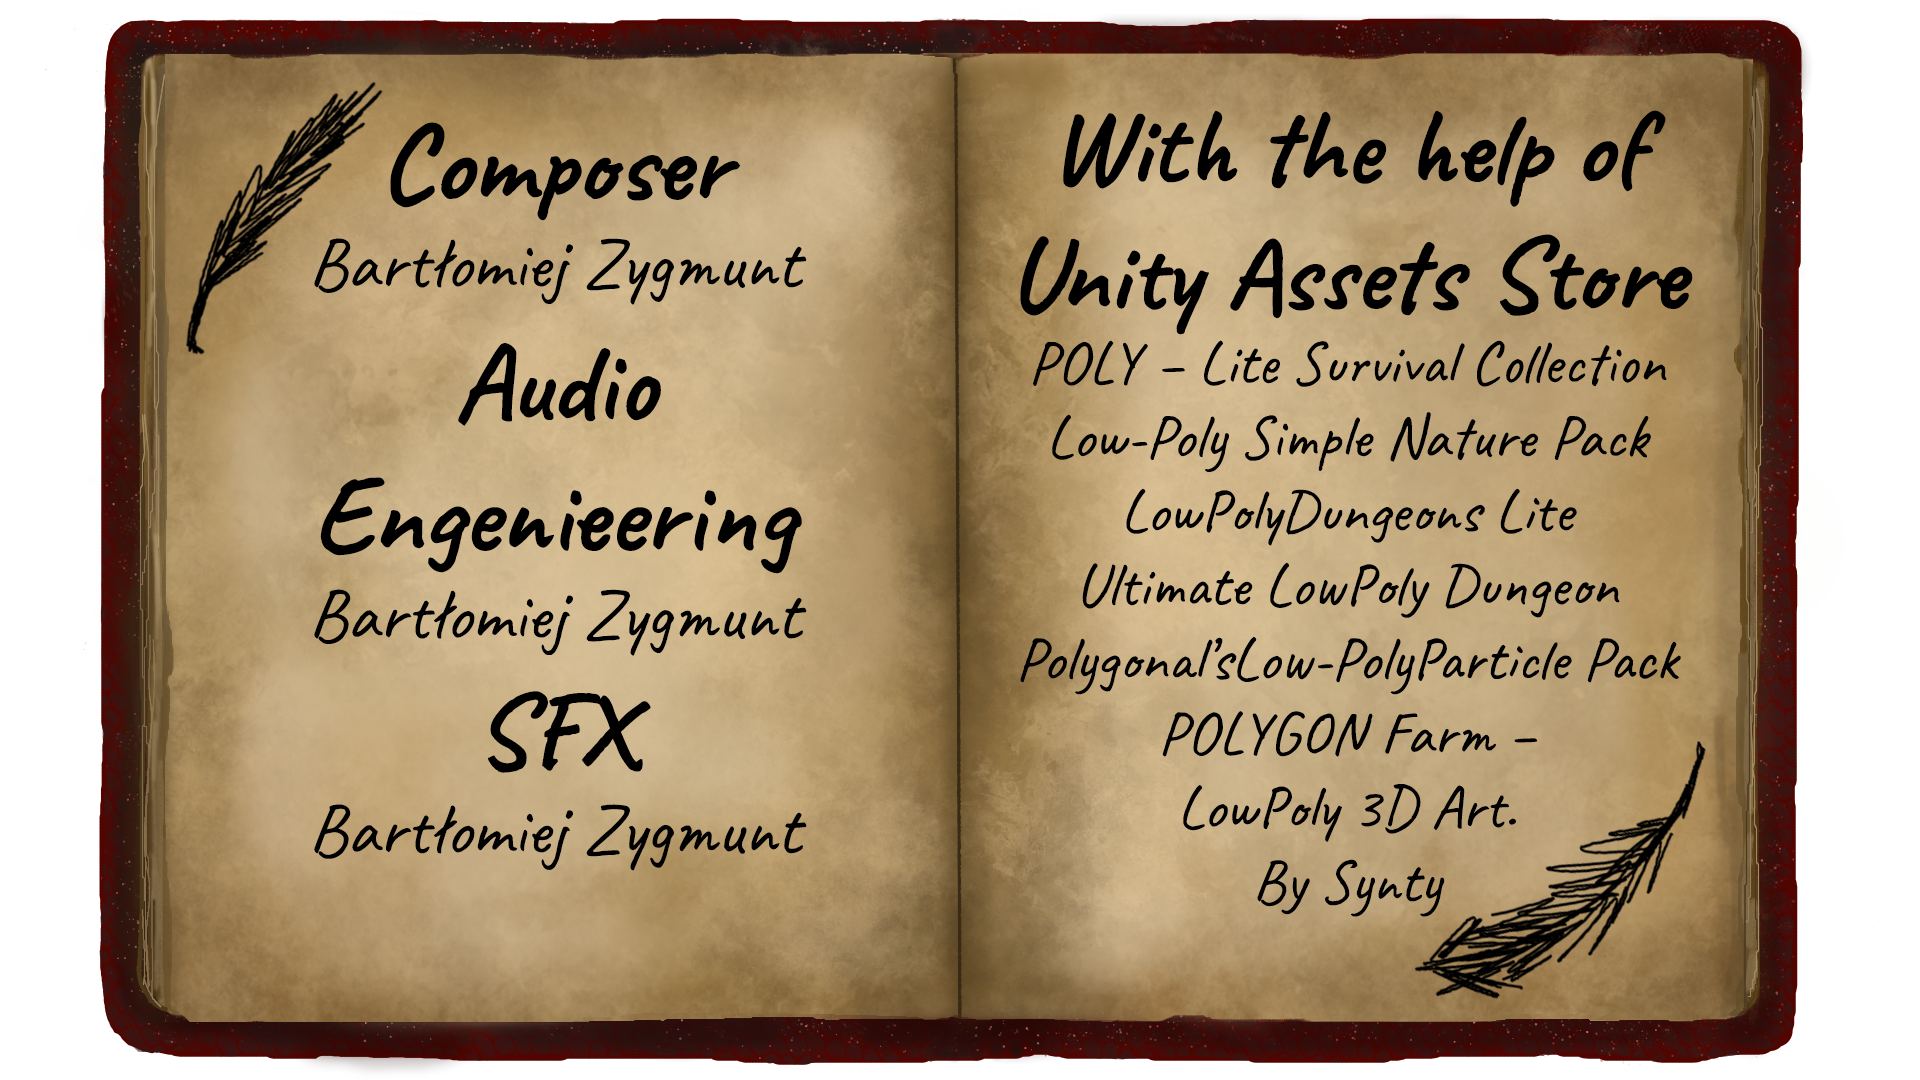 Composer
Bartłomiej Zygmunt
Audio
Engenieering
Bartłomiej Zygmunt
SFX
Bartłomiej Zygmunt
With the help of
Unity Assets Store
POLY – Lite Survival Collection
Low-Poly Simple Nature Pack
LowPolyDungeons Lite
Ultimate LowPoly Dungeon
Polygonal’sLow-PolyParticle Pack
POLYGON Farm –
LowPoly 3D Art.
By Synty